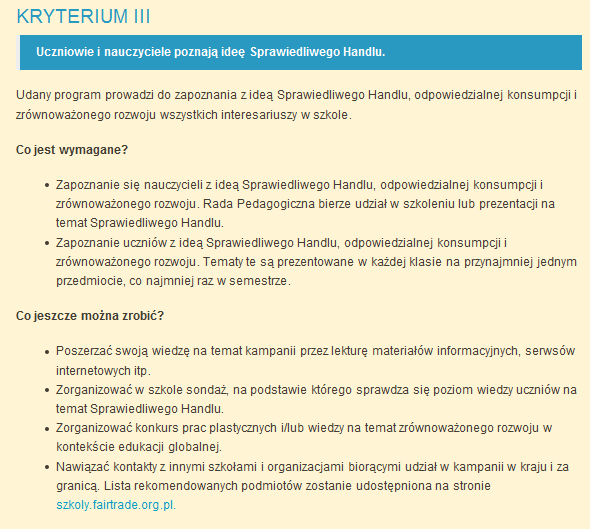 KRYTERIUM III
Uczniowie i nauczyciele poznają ideę Sprawiedliwego Handlu.
Udany program prowadzi do zapoznania z ideą Sprawiedliwego Handlu, odpowiedzialnej konsumpcji i
zrównoważonego rozwoju wszystkich interesariuszy w szkole.
Co jest wymagane?
• Zapoznanie się nauczycieli z ideą Sprawiedliwego Handlu, odpowiedzialnej konsumpcji i
zrównoważonego rozwoju. Rada Pedagogiczna bierze udział w szkoleniu lub prezentacji na
temat Sprawiedliwego Handlu.
• Zapoznanie uczniów z ideą Sprawiedliwego Handlu, odpowiedzialnej konsumpcji i
zrównoważonego rozwoju. Tematy te są prezentowane w każdej klasie na przynajmniej jednym
przedmiocie, co najmniej raz w semestrze.
Co jeszcze można zrobić?
• Poszerzać swoją wiedzę na temat kampanii przez lekturę materiałów informacyjnych, serwsów
internetowych itp.
• Zorganizować w szkole sondaż, na podstawie którego sprawdza się poziom wiedzy uczniów na
temat Sprawiedliwego Handlu.
• Zorganizować konkurs prac plastycznych i/lub wiedzy na temat zrównoważonego rozwoju w
kontekście edukacji globalnej.
• Nawiązać kontakty z innymi szkołami i organizacjami biorącymi udział w kampanii w kraju i za
granicą. Lista rekomendowanych podmiotów zostanie udostępniona na stronie
szkoly.fairtrade.org.pl.